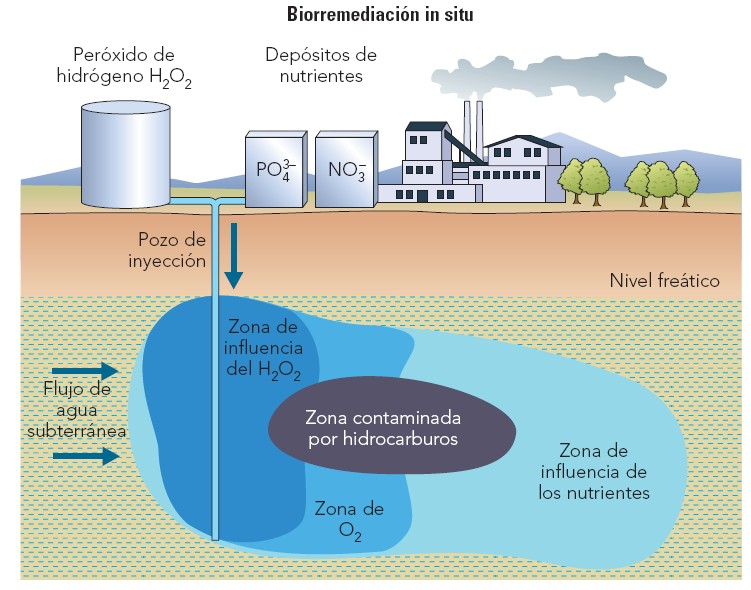 Biorremediación in situ
Peróxido de
hidrógeno H₂O₂
Depósitos de
nutrientes
PO₄³⁻
NO₃⁻
Pozo de
inyección
Nivel freático
Zona de
influencia
del H₂O₂
Flujo de
agua
subterránea
Zona contaminada
por hidrocarburos
Zona de
influencia de
los nutrientes
Zona de
O₂